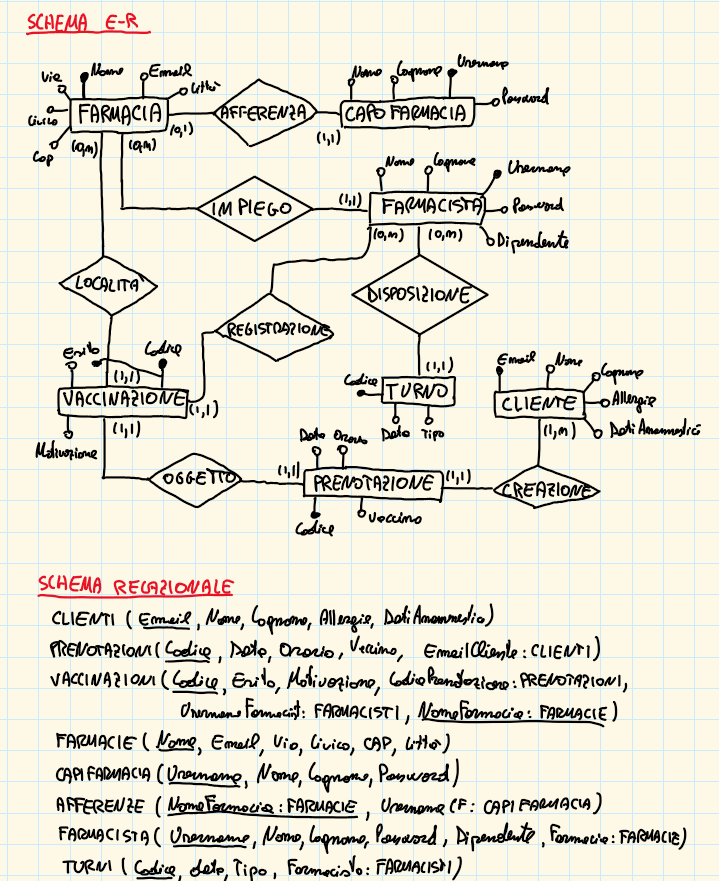 SCHEMA E-R
Via Nome Email Città
Civico
Cap
FARMACIA
(0,m) (0,m) (0,1)
AFFERENZA
(1,1)
Nome Cognome Username
Password
CAPO FARMACIA
IMPIEGO
(1,1)
Nome Cognome Username
Password
Dipendente
FARMACISTA
(0,m) (0,m)
LOCALITÀ
REGISTRAZIONE
DISPOSIZIONE
Esito Codice
(1,1)
VACCINAZIONE
(1,1)
(1,1)
Motivazione
(1,1)
Codice
TURNO
Data Tipo
Email Nome Cognome
Allergie
DatiAnamnestici
CLIENTE
(1,m)
OGGETTO
(1,1)
Data Orario
PRENOTAZIONE
(1,1)
Codice Vaccino
CREAZIONE
SCHEMA RELAZIONALE
CLIENTI ( Email, Nome, Cognome, Allergie, DatiAnamnestici)
PRENOTAZIONI ( Codice, Data, Orario, Vaccino, EmailCliente : CLIENTI)
VACCINAZIONI ( Codice, Esito, Motivazione, CodicePrenotazione : PRENOTAZIONI,
UsernameFarmacista : FARMACISTI, NomeFarmacia : FARMACIE)
FARMACIE ( Nome, Email, Via, Civico, CAP, Città)
CAPIFARMACIA ( Username, Nome, Cognome, Password)
AFFERENZE ( NomeFarmacia : FARMACIE, UsernameCF : CAPIFARMACIA)
FARMACISTA ( Username, Nome, Cognome, Password, Dipendente, Farmacia : FARMACIE)
TURNI ( Codice, data, Tipo, Farmacista : FARMACISTI)